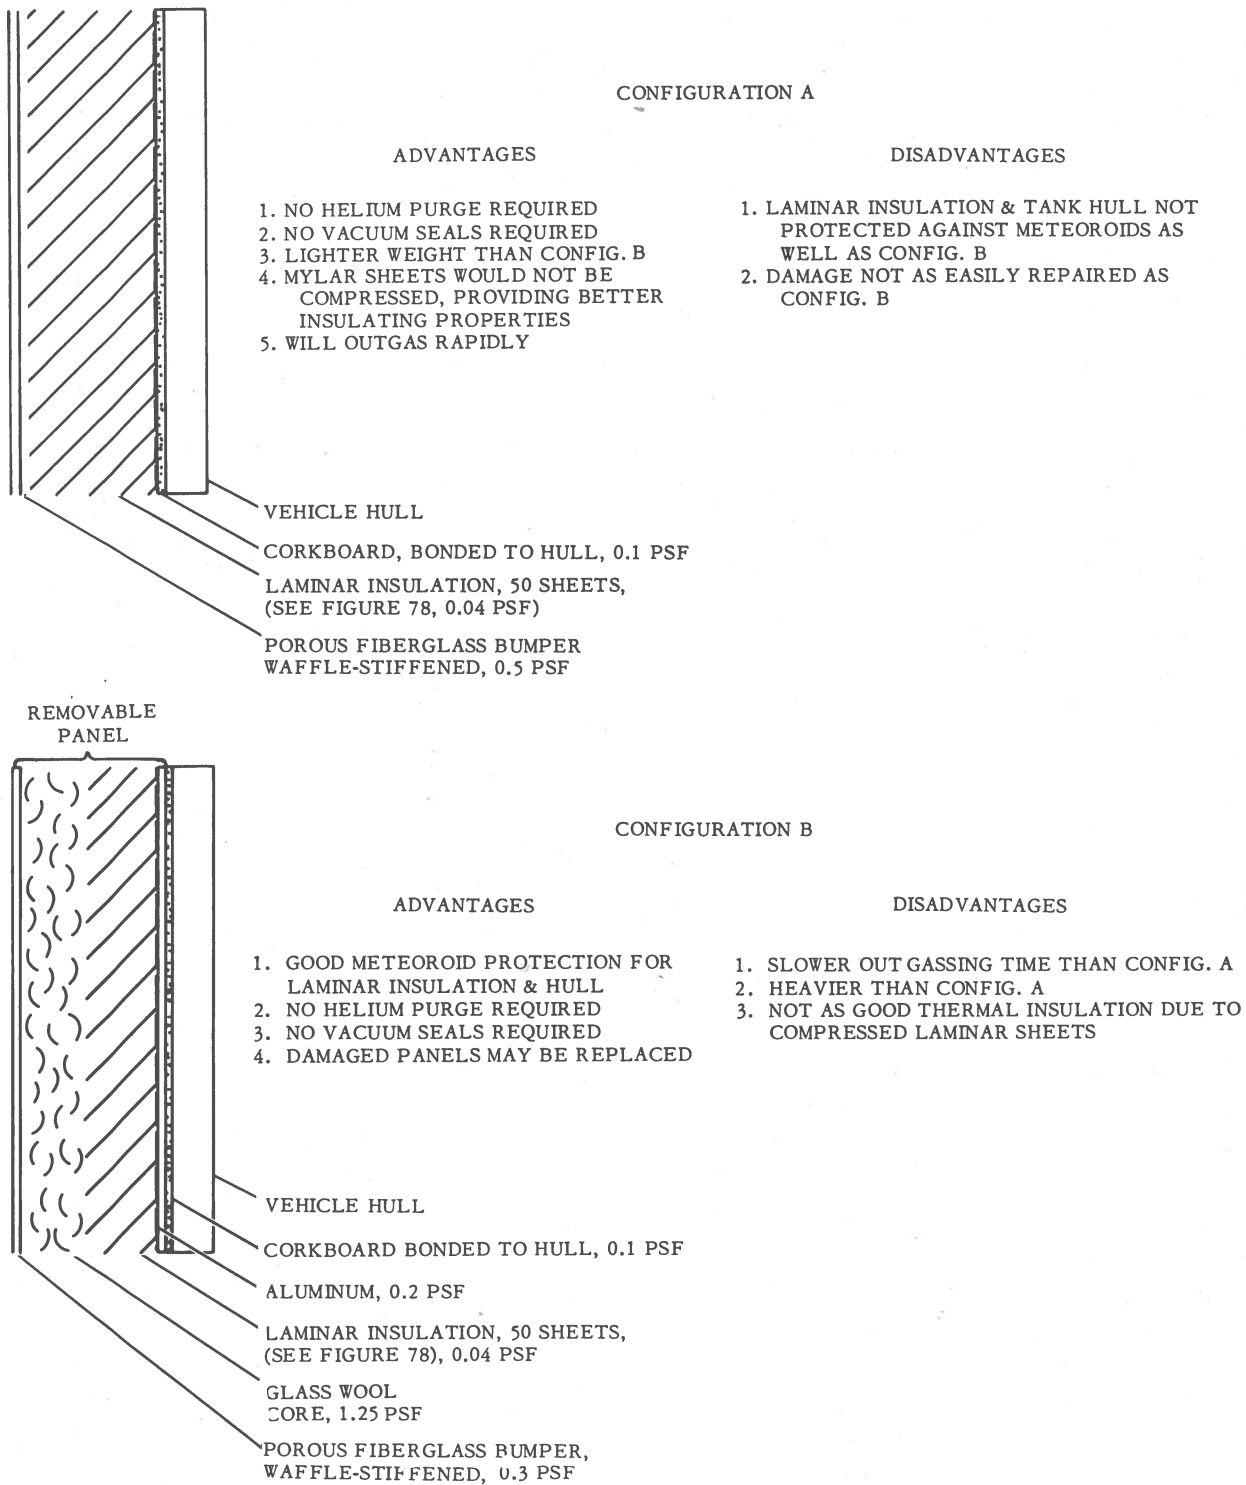 CONFIGURATION A
ADVANTAGES
1. NO HELIUM PURGE REQUIRED
2. NO VACUUM SEALS REQUIRED
3. LIGHTER WEIGHT THAN CONFIG. B
4. MYLAR SHEETS WOULD NOT BE
COMPRESSED, PROVIDING BETTER
INSULATING PROPERTIES
5. WILL OUTGAS RAPIDLY
DISADVANTAGES
1. LAMINAR INSULATION & TANK HULL NOT
PROTECTED AGAINST METEOROIDS AS
WELL AS CONFIG. B
2. DAMAGE NOT AS EASILY REPAIRED AS
CONFIG. B
VEHICLE HULL
CORKBOARD, BONDED TO HULL, 0.1 PSF
LAMINAR INSULATION, 50 SHEETS,
(SEE FIGURE 78, 0.04 PSF)
POROUS FIBERGLASS BUMPER
WAFFLE-STIFFENED, 0.5 PSF
REMOVABLE
PANEL
CONFIGURATION B
ADVANTAGES
1. GOOD METEOROID PROTECTION FOR
LAMINAR INSULATION & HULL
2. NO HELIUM PURGE REQUIRED
3. NO VACUUM SEALS REQUIRED
4. DAMAGED PANELS MAY BE REPLACED
DISADVANTAGES
1. SLOWER OUT GASSING TIME THAN CONFIG. A
2. HEAVIER THAN CONFIG. A
3. NOT AS GOOD THERMAL INSULATION DUE TO
COMPRESSED LAMINAR SHEETS
VEHICLE HULL
CORKBOARD BONDED TO HULL, 0.1 PSF
ALUMINUM, 0.2 PSF
LAMINAR INSULATION, 50 SHEETS,
(SEE FIGURE 78), 0.04 PSF
GLASS WOOL
CORE, 1.25 PSF
POROUS FIBERGLASS BUMPER,
WAFFLE-STIFFENED, 0.3 PSF